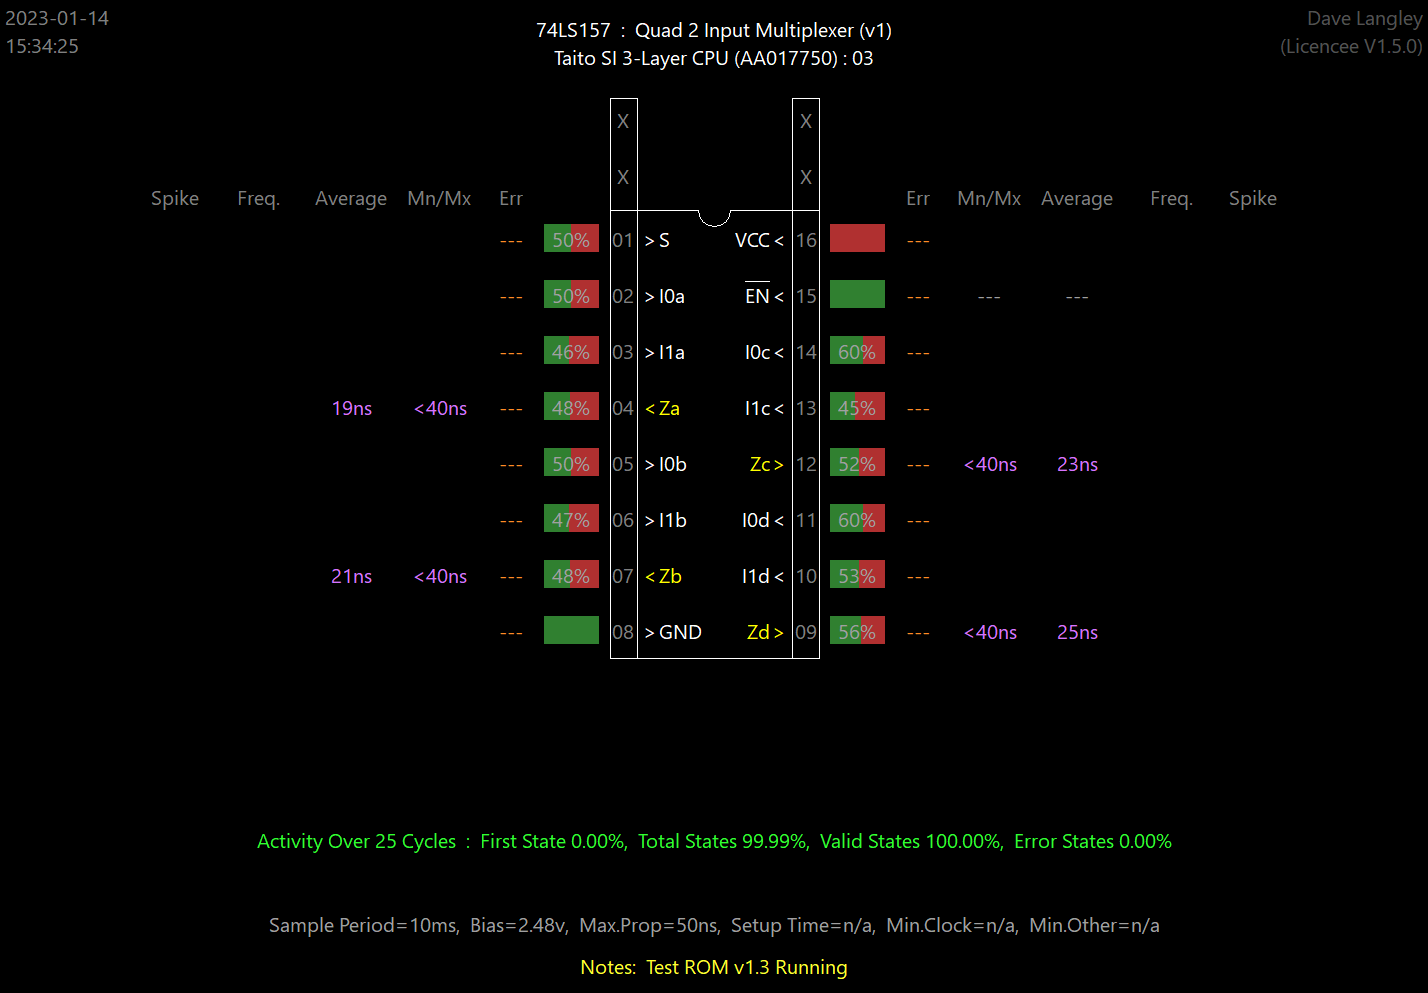 2023-01-14
15:34:25
74LS157 : Quad 2 Input Multiplexer (v1)
Taito SI 3-Layer CPU (AA017750) : 03
Dave Langley
(Licencee V1.5.0)
X X
X X
Spike Freq. Average Mn/Mx Err Err Mn/Mx Average Freq. Spike
--- 50% 01 >S VCC< 16 ---
--- 50% 02 >I0a EN< 15 --- --- ---
--- 46% 03 >I1a I0c< 14 60% ---
19ns <40ns --- 48% 04 <Za I1c< 13 45% ---
--- 50% 05 >I0b Zc> 12 52% --- <40ns 23ns
--- 47% 06 >I1b I0d< 11 60% ---
21ns <40ns --- 48% 07 <Zb I1d< 10 53% ---
--- 08 >GND Zd> 09 56% --- <40ns 25ns
Activity Over 25 Cycles : First State 0.00%, Total States 99.99%, Valid States 100.00%, Error States 0.00%
Sample Period=10ms, Bias=2.48v, Max.Prop=50ns, Setup Time=n/a, Min.Clock=n/a, Min.Other=n/a
Notes: Test ROM v1.3 Running